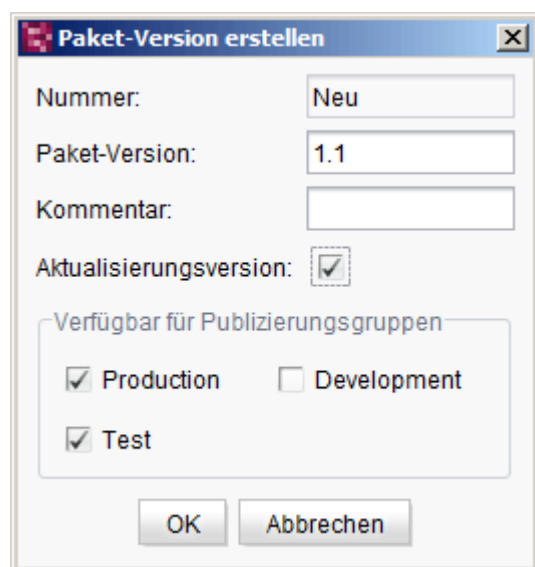 Paket-Version erstellen
Nummer: Neu
Paket-Version: 1.1
Kommentar:
Aktualisierungsversion:
Verfügbar für Publizierungsgruppen
Production Development
Test
OK Abbrechen